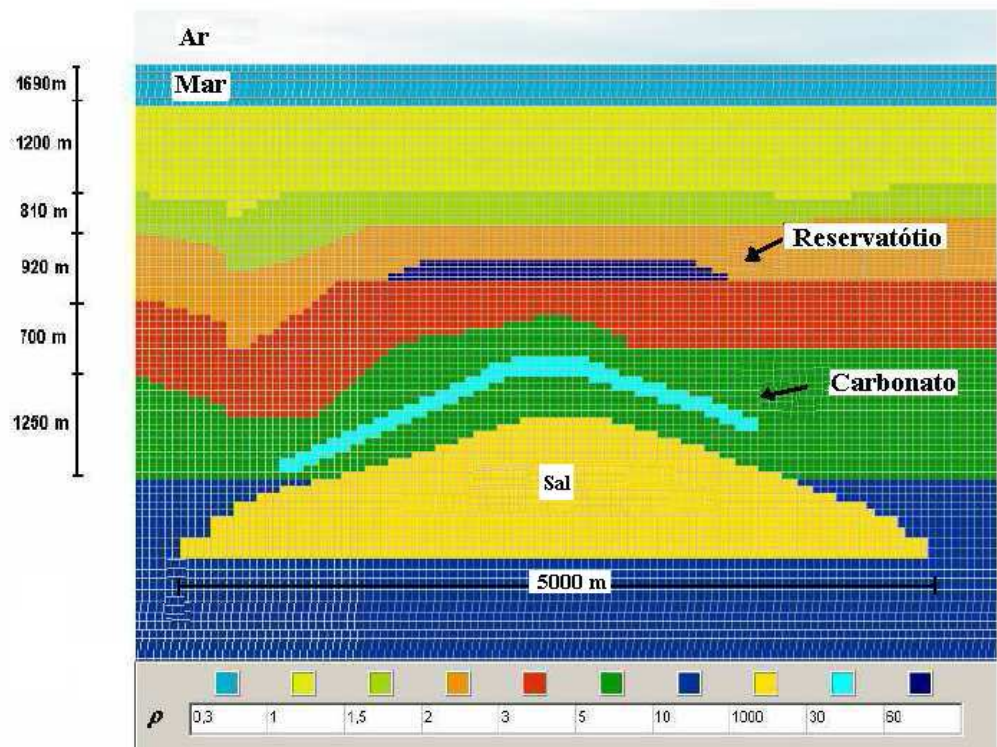 Ar
Mar
1690m
1200 m
810 m
920 m
700 m
1250 m
Reservatótio
Carbonato
Sal
5000 m
ρ 0,3 1 1,5 2 3 5 10 1000 30 60